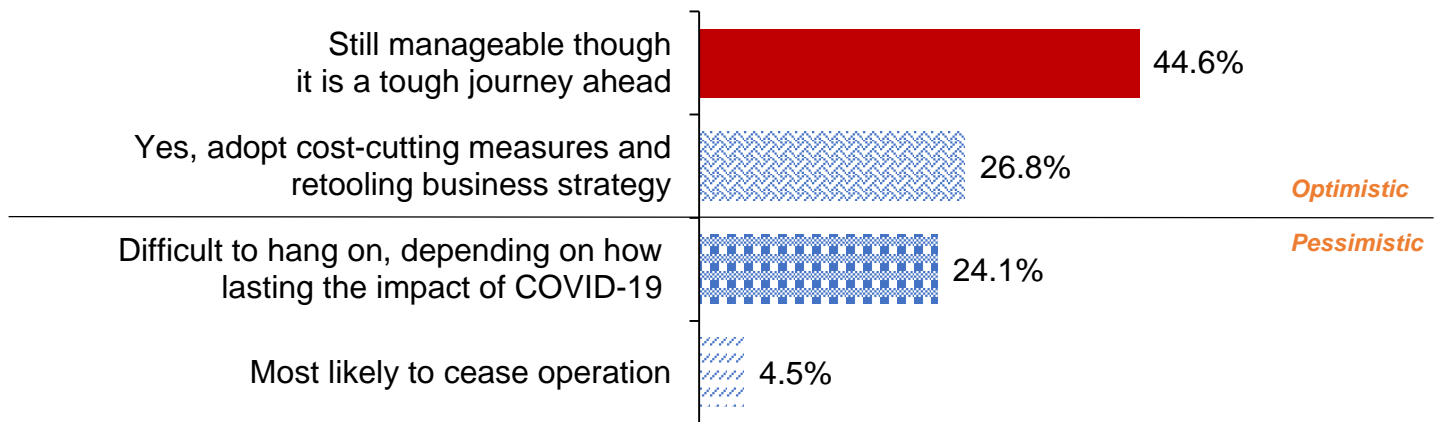 Still manageable though
it is a tough journey ahead
44.6%
Yes, adopt cost-cutting measures and
retooling business strategy
26.8%
Optimistic
Pessimistic
Difficult to hang on, depending on how
lasting the impact of COVID-19
24.1%
Most likely to cease operation
4.5%